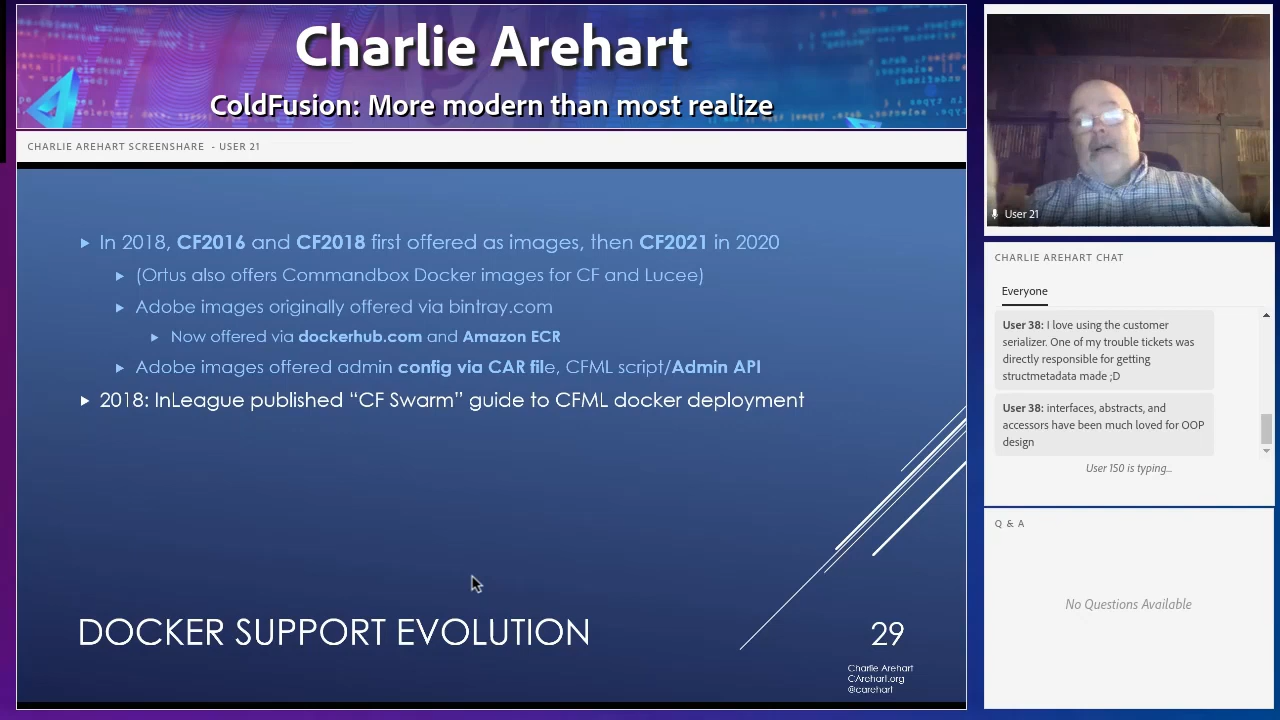 Charlie Arehart
ColdFusion: More modern than most realize
CHARLIE AREHART SCREENSHARE - USER 21
In 2018, CF2016 and CF2018 first offered as images, then CF2021 in 2020
(Ortus also offers Commandbox Docker images for CF and Lucee)
Adobe images originally offered via bintray.com
Now offered via dockerhub.com and Amazon ECR
Adobe images offered admin config via CAR file, CFML script/Admin API
2018: InLeague published “CF Swarm” guide to CFML docker deployment
DOCKER SUPPORT EVOLUTION
29
Charlie Arehart
CArehart.org
@carehart
User 21
CHARLIE AREHART CHAT
Everyone
User 38: I love using the customer
serializer. One of my trouble tickets was
directly responsible for getting
structmetadata made ;D
User 38: interfaces, abstracts, and
accessors have been much loved for OOP
design
User 150 is typing...
Q & A
No Questions Available